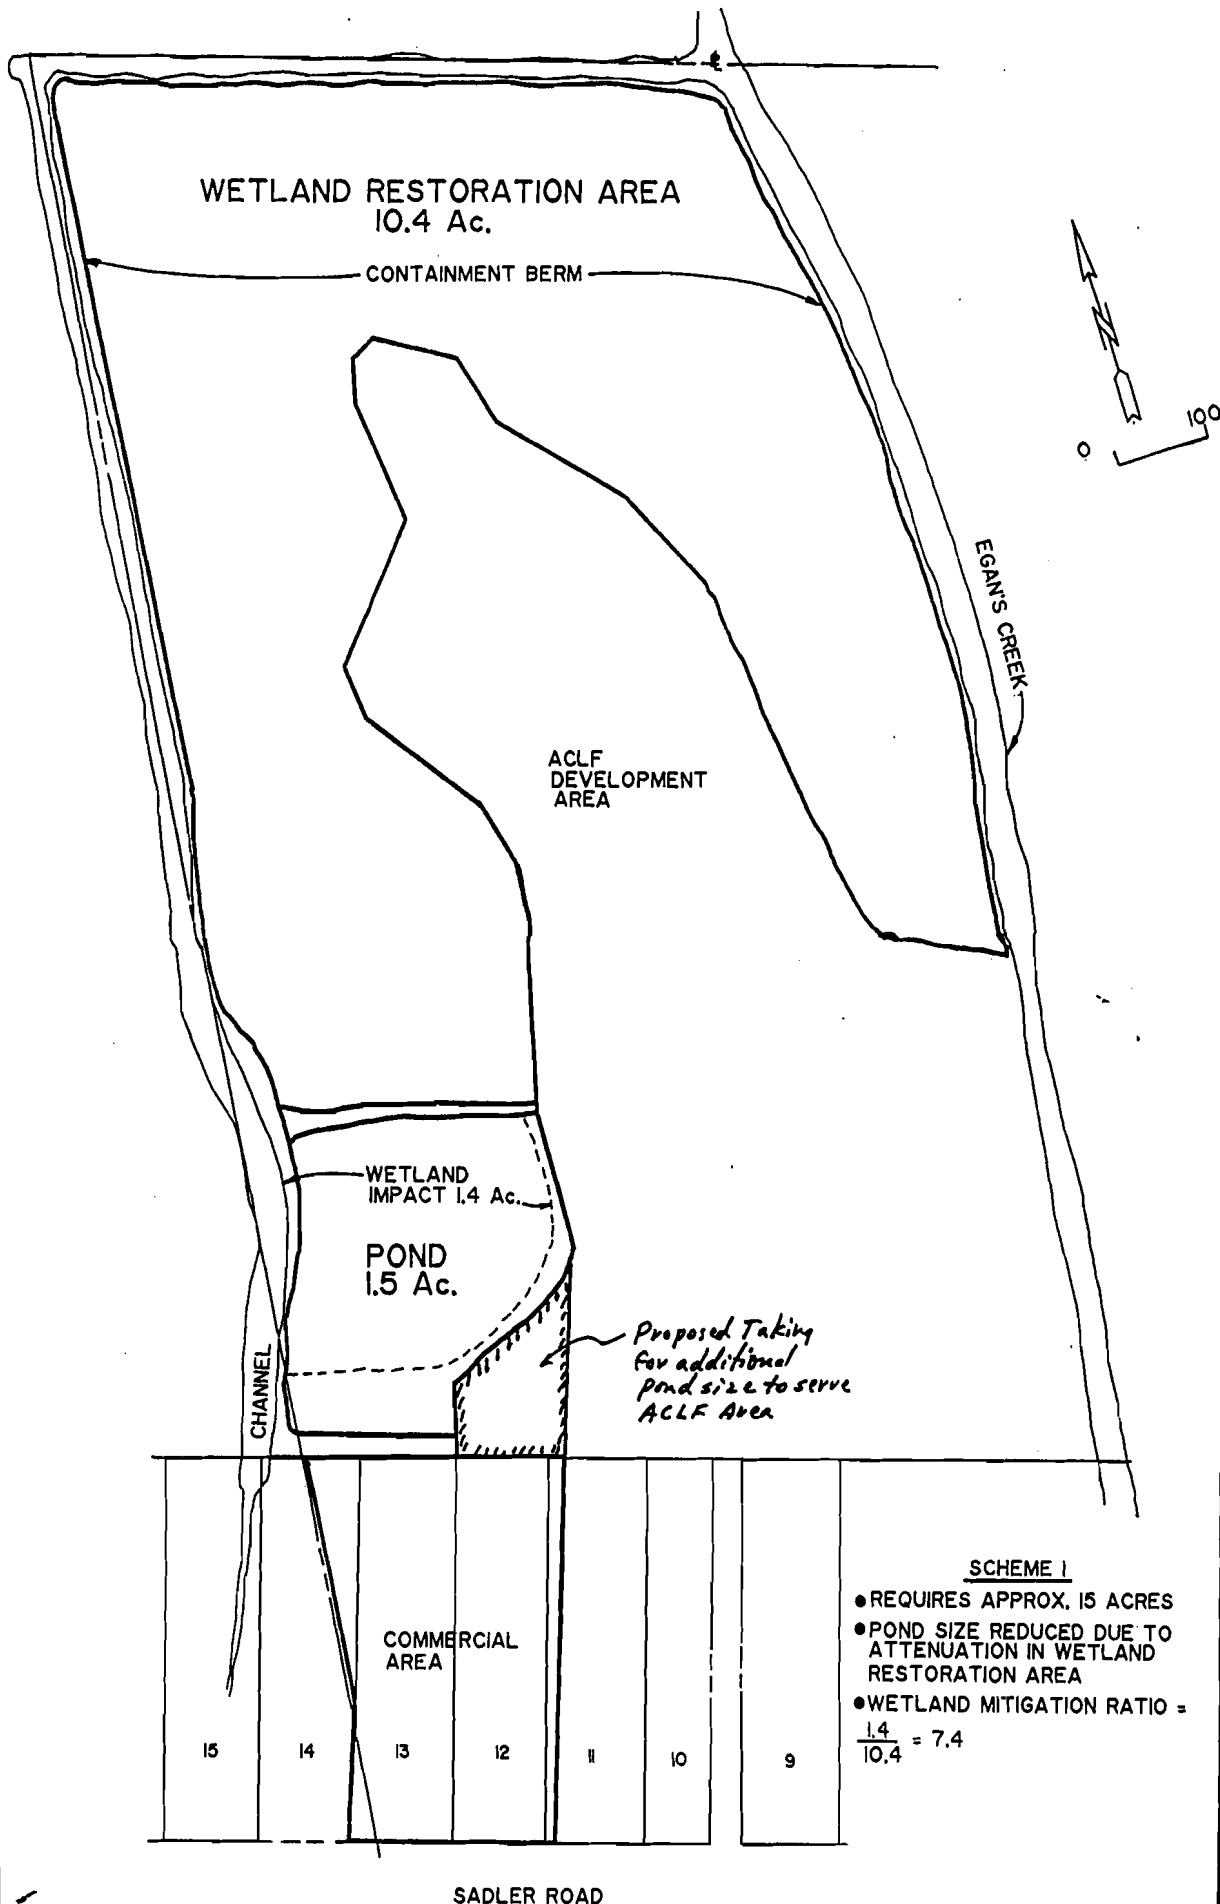 WETLAND RESTORATION AREA
10.4 Ac.
CONTAINMENT BERM
N
0 100
EGAN'S CREEK
ACLF
DEVELOPMENT
AREA
WETLAND
IMPACT 1.4 Ac.
POND
1.5 Ac.
Proposed Taking
for additional
pond size to serve
ACLF Area
CHANNEL
SCHEME 1
•REQUIRES APPROX. 15 ACRES
•POND SIZE REDUCED DUE TO
ATTENUATION IN WETLAND
RESTORATION AREA
•WETLAND MITIGATION RATIO =
1.4
10.4 = 7.4
COMMERCIAL
AREA
15 14 13 12 11 10 9
SADLER ROAD